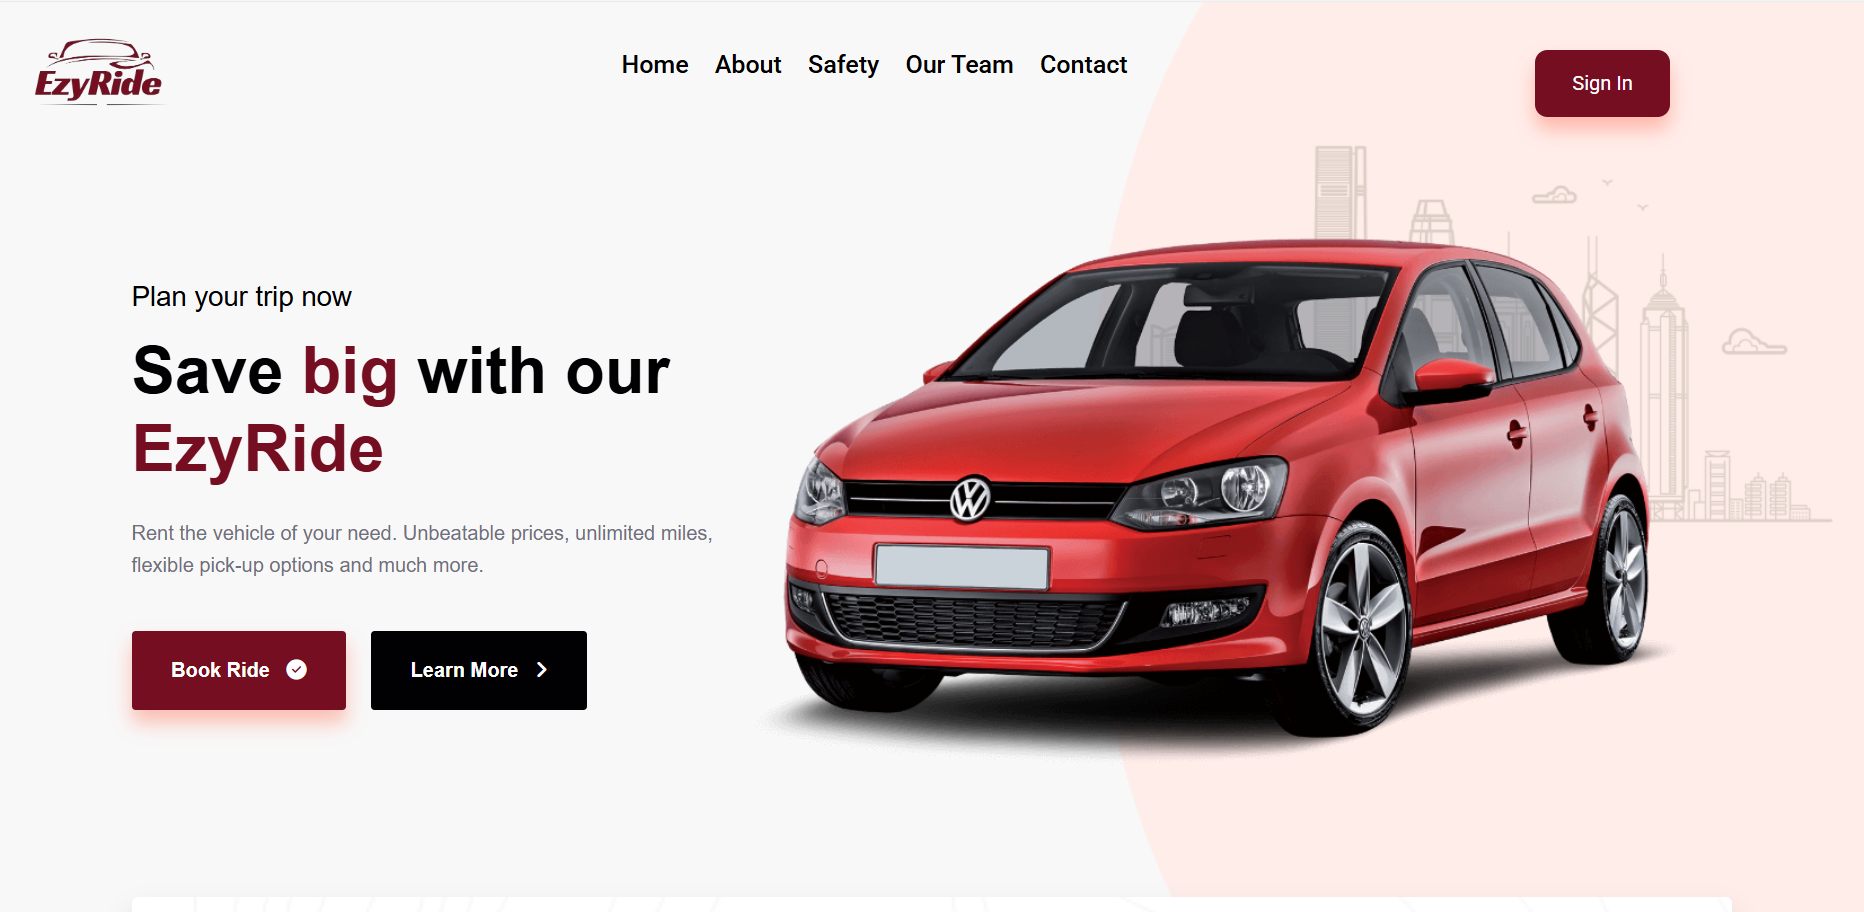 EzyRide
Home About Safety Our Team Contact
Sign In
Plan your trip now
Save big with our
EzyRide
Rent the vehicle of your need. Unbeatable prices, unlimited miles,
flexible pick-up options and much more.
Book Ride
Learn More